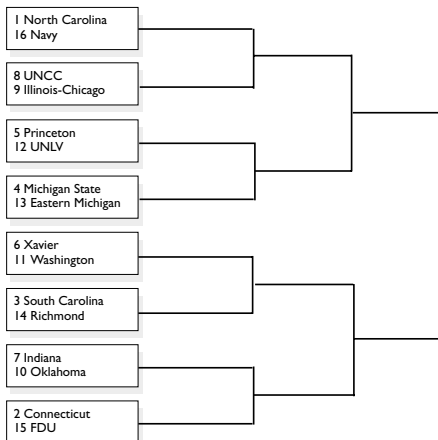 1 North Carolina
16 Navy
8 UNCC
9 Illinois-Chicago
5 Princeton
12 UNLV
4 Michigan State
13 Eastern Michigan
6 Xavier
11 Washington
3 South Carolina
14 Richmond
7 Indiana
10 Oklahoma
2 Connecticut
15 FDU